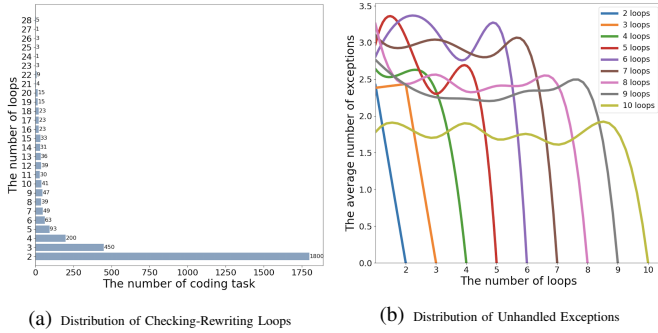 28 5
27 1
26 3
25 3
24 1
23 3
22 9
21 4
20 15
19 15
18 23
17 23
16 23
15 33
14 31
13 36
12 39
11 30
10 41
9 47
8 39
7 49
6 63
5 93
4 200
3 450
2 1800
0 250 500 750 1000 1250 1500 1750
The number of loops
The number of coding task
(a) Distribution of Checking-Rewriting Loops
3.5
3.0
2.5
2.0
1.5
1.0
0.5
0.0
The average number of exceptions
2 loops
3 loops
4 loops
5 loops
6 loops
7 loops
8 loops
9 loops
10 loops
2 3 4 5 6 7 8 9 10
The number of loops
(b) Distribution of Unhandled Exceptions